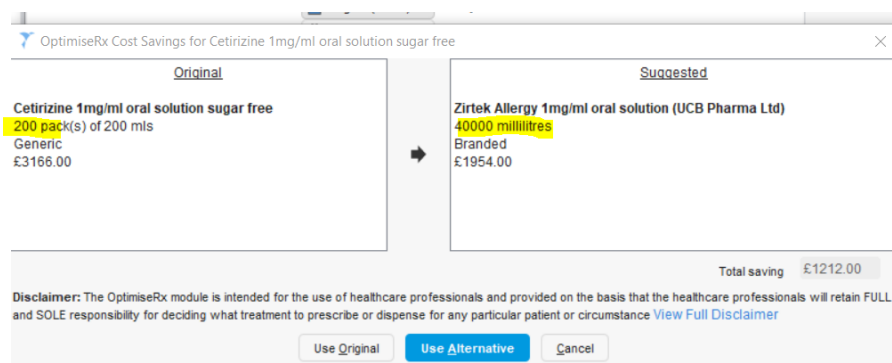 OptimiseRx Cost Savings for Cetirizine 1mg/ml oral solution sugar free
Original
Cetirizine 1mg/ml oral solution sugar free
200 pack(s) of 200 mls
Generic
£3166.00
Suggested
Zirtek Allergy 1mg/ml oral solution (UCB Pharma Ltd)
40000 millilitres
Branded
£1954.00
Total saving £1212.00
Disclaimer: The OptimiseRx module is intended for the use of healthcare professionals and provided on the basis that the healthcare professionals will retain FULL
and SOLE responsibility for deciding what treatment to prescribe or dispense for any particular patient or circumstance View Full Disclaimer
Use Original Use Alternative Cancel